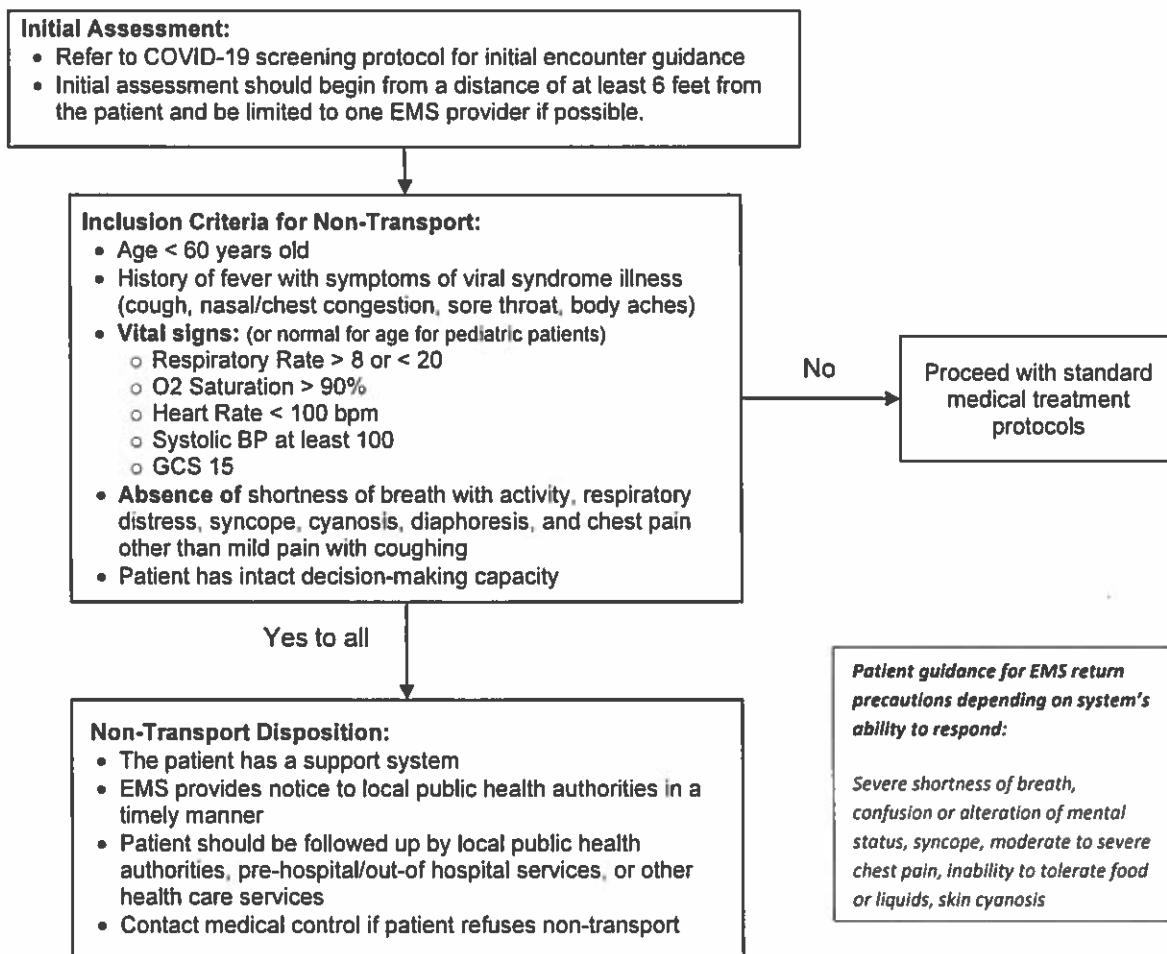 Initial Assessment:
• Refer to COVID-19 screening protocol for initial encounter guidance
• Initial assessment should begin from a distance of at least 6 feet from
the patient and be limited to one EMS provider if possible.
Inclusion Criteria for Non-Transport:
• Age < 60 years old
• History of fever with symptoms of viral syndrome illness
(cough, nasal/chest congestion, sore throat, body aches)
• Vital signs: (or normal for age for pediatric patients)
o Respiratory Rate > 8 or < 20
o O2 Saturation > 90%
o Heart Rate < 100 bpm
o Systolic BP at least 100
o GCS 15
• Absence of shortness of breath with activity, respiratory
distress, syncope, cyanosis, diaphoresis, and chest pain
other than mild pain with coughing
• Patient has intact decision-making capacity
No
Proceed with standard
medical treatment
protocols
Yes to all
Non-Transport Disposition:
• The patient has a support system
• EMS provides notice to local public health authorities in a
timely manner
• Patient should be followed up by local public health
authorities, pre-hospital/out-of hospital services, or other
health care services
• Contact medical control if patient refuses non-transport
Patient guidance for EMS return
precautions depending on system's
ability to respond:
Severe shortness of breath,
confusion or alteration of mental
status, syncope, moderate to severe
chest pain, inability to tolerate food
or liquids, skin cyanosis